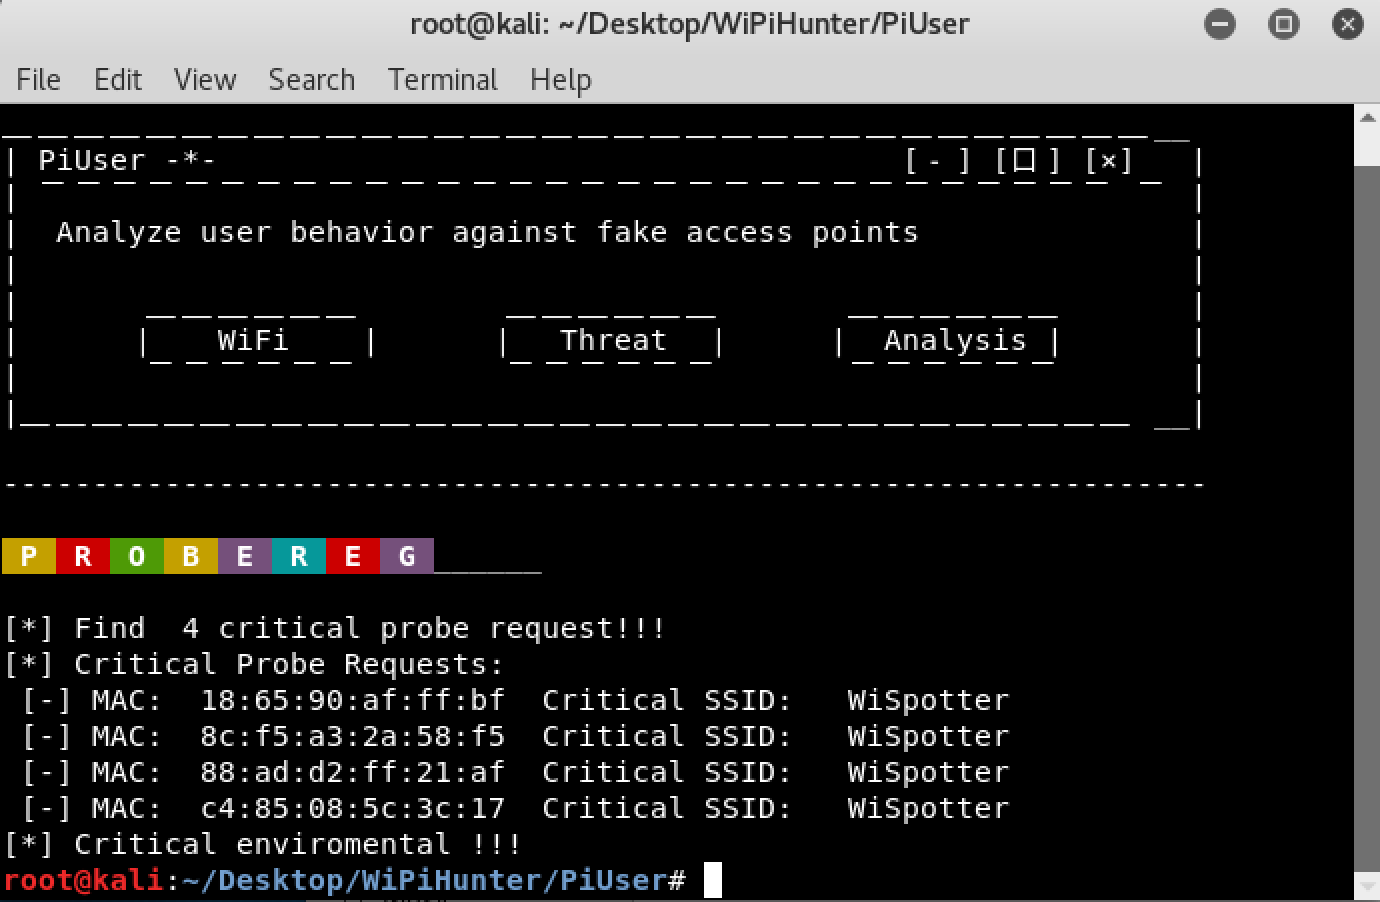 root@kali: ~/Desktop/WiPiHunter/PiUser
File Edit View Search Terminal Help
PiUser -*- [ - ] [口 ] [×]
Analyze user behavior against fake access points
WiFi Threat Analysis
--------------------------------------------------------------------
P R O B E R E G______
[*] Find  4 critical probe request!!!
[*] Critical Probe Requests:
[-] MAC:  18:65:90:af:ff:bf  Critical SSID:   WiSpotter
[-] MAC:  8c:f5:a3:2a:58:f5  Critical SSID:   WiSpotter
[-] MAC:  88:ad:d2:ff:21:af  Critical SSID:   WiSpotter
[-] MAC:  c4:85:08:5c:3c:17  Critical SSID:   WiSpotter
[*] Critical enviromental !!!
root@kali:~/Desktop/WiPiHunter/PiUser#